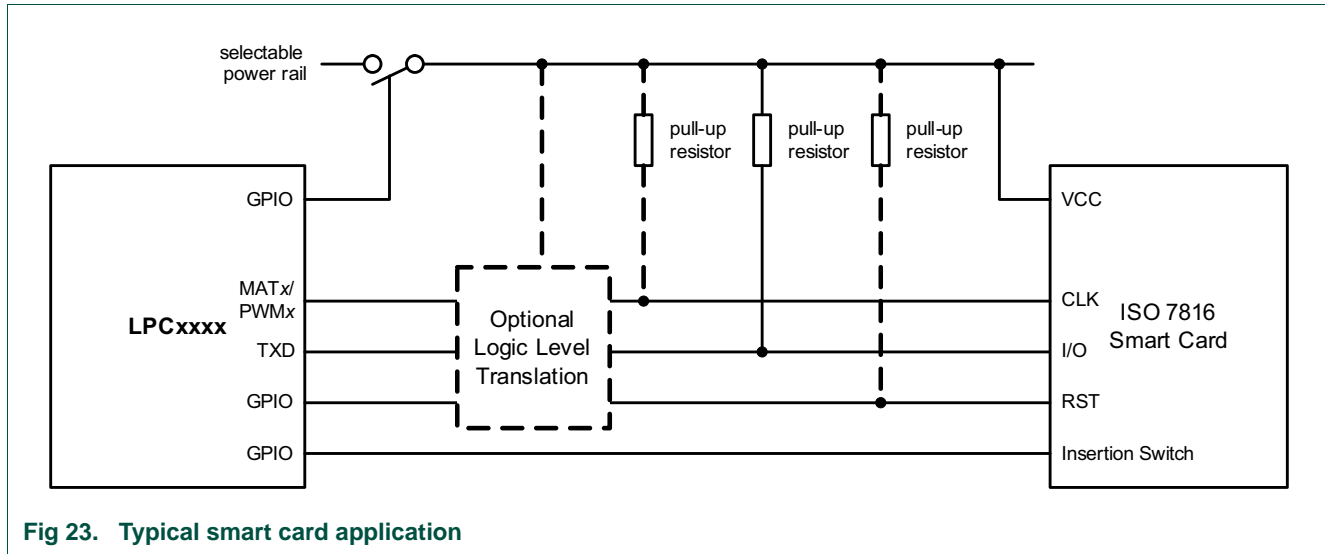 selectable
power rail
pull-up
resistor
pull-up
resistor
pull-up
resistor
LPCxxxx
GPIO
MATx/
PWMx
TXD
GPIO
GPIO
Optional
Logic Level
Translation
VCC
CLK
I/O
RST
Insertion Switch
ISO 7816
Smart Card
Fig 23. Typical smart card application